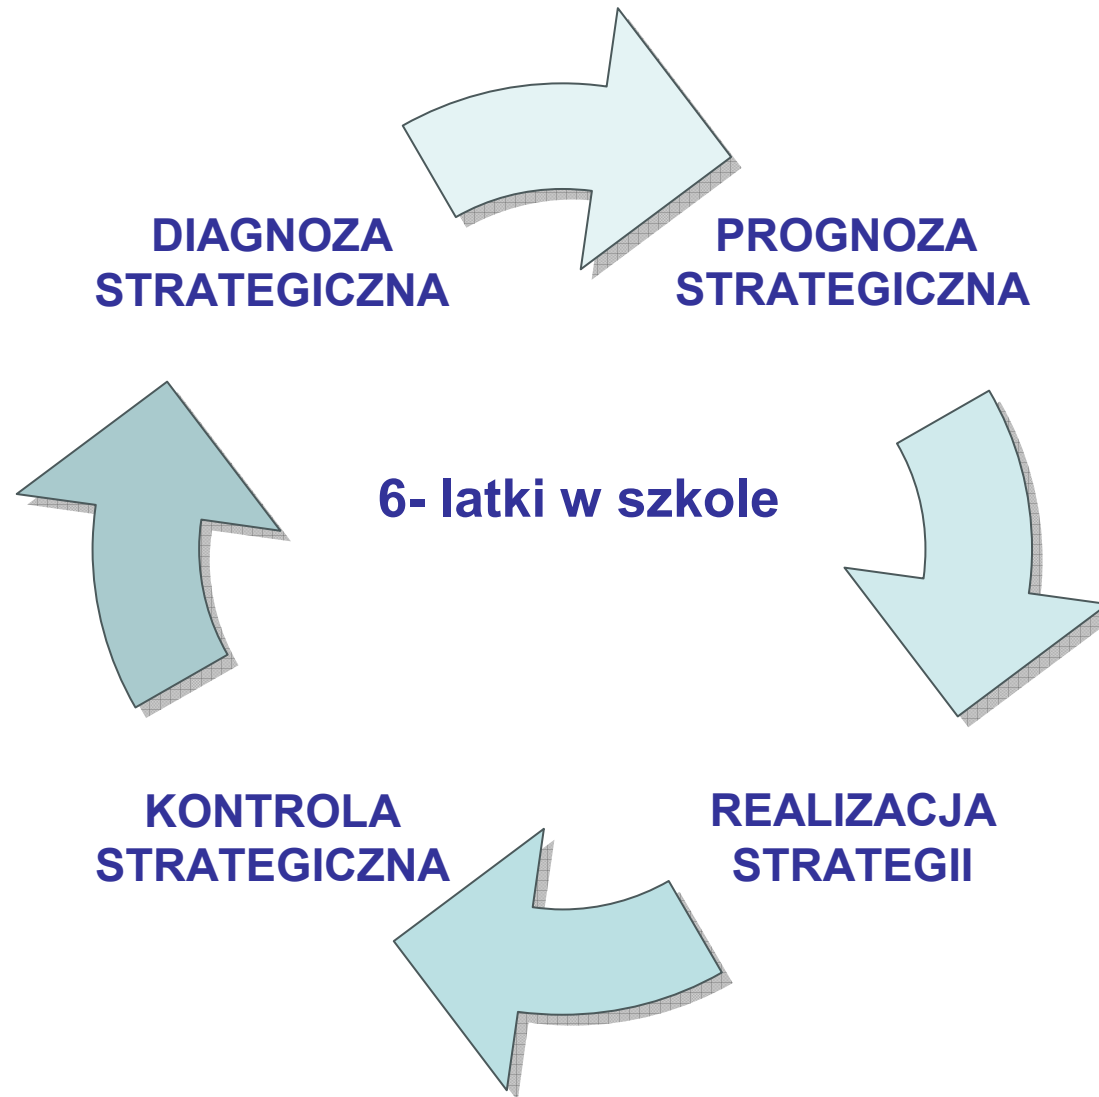 DIAGNOZA
STRATEGICZNA
PROGNOZA
STRATEGICZNA
6- latki w szkole
KONTROLA
STRATEGICZNA
REALIZACJA
STRATEGII